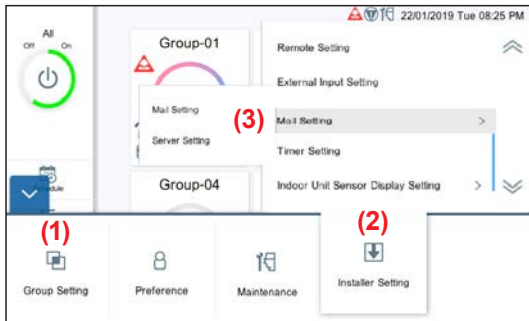 22/01/2019 Tue 08:25 PM
All
Off On
Group-01
Remote Setting
External Input Setting
Mail Setting
Server Setting
(3)
Mail Setting >
Timer Setting
Indoor Unit Sensor Display Setting >
Group-04
(1)
Group Setting
Preference
Maintenance
(2)
Installer Setting